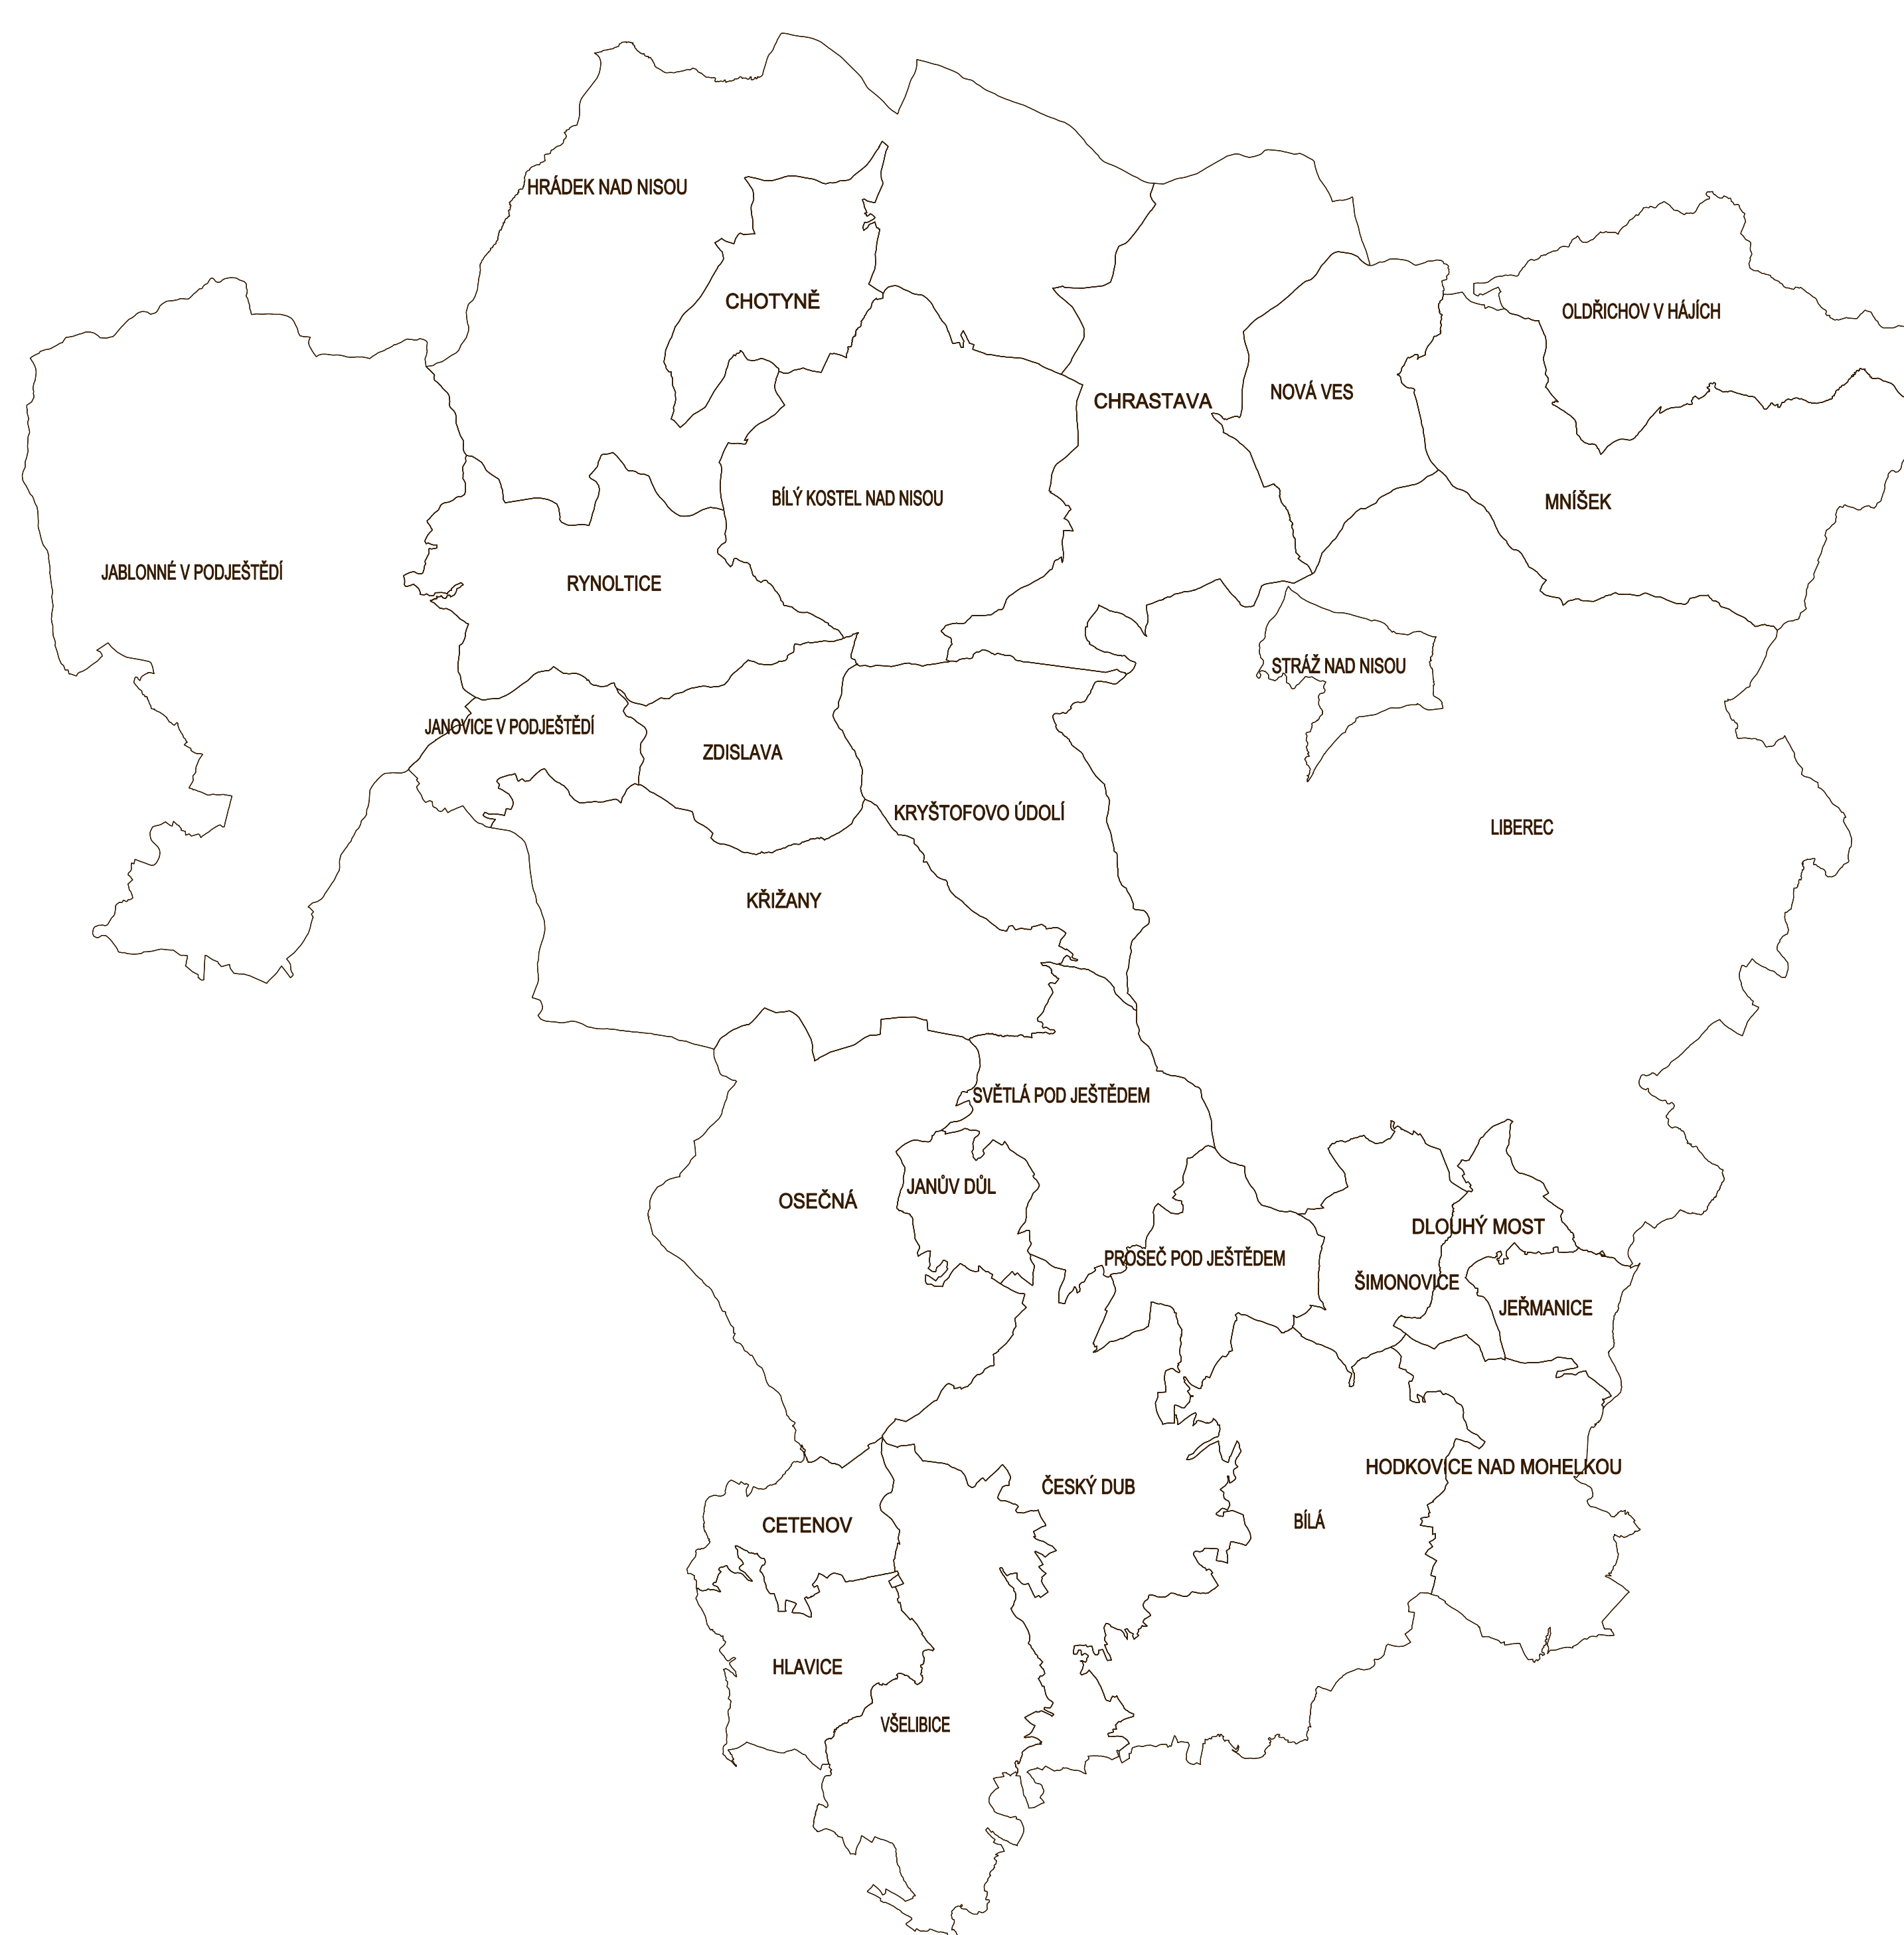 HRÁDEK NAD NISOU
CHOTYNĚ
OLDŘICHOV V HÁJÍCH
NOVÁ VES
CHRASTAVA
BÍLÝ KOSTEL NAD NISOU
MNÍŠEK
JABLONNÉ V PODJEŠTĚDÍ
RYNOLTICE
STRÁŽ NAD NISOU
JANOVICE V PODJEŠTĚDÍ
ZDISLAVA
KRYŠTOFOVO ÚDOLÍ
LIBEREC
KŘIŽANY
SVĚTLÁ POD JEŠTĚDEM
JANŮV DŮL
OSEČNÁ
DLOUHÝ MOST
PROSEČ POD JEŠTĚDEM
ŠIMONOVICE
JEŘMANICE
HODKOVICE NAD MOHELKOU
ČESKÝ DUB
BÍLÁ
CETENOV
HLAVICE
VŠELIBICE